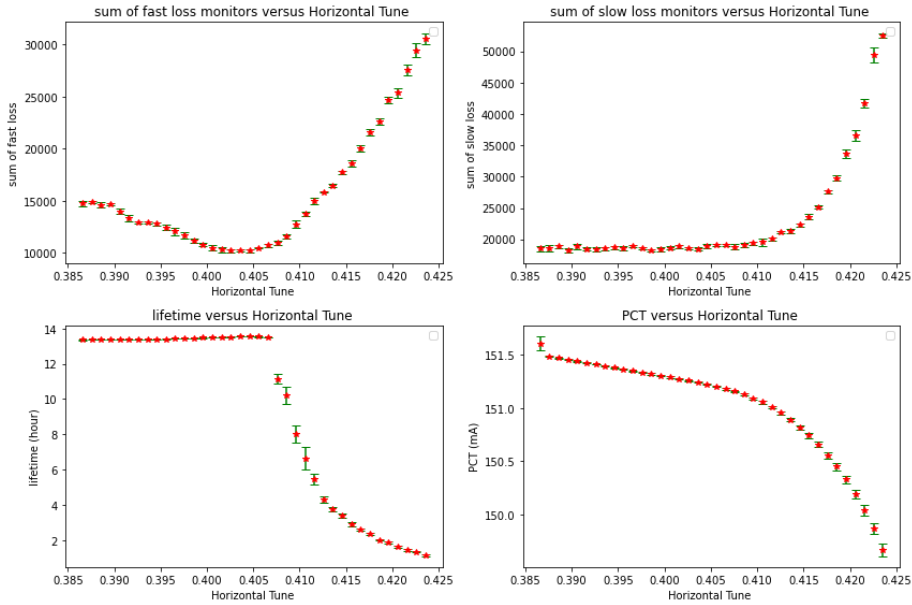 sum of fast loss monitors versus Horizontal Tune
sum of fast loss
30000
25000
20000
15000
10000
0.385 0.390 0.395 0.400 0.405 0.410 0.415 0.420 0.425
Horizontal Tune
sum of slow loss monitors versus Horizontal Tune
sum of slow loss
50000
45000
40000
35000
30000
25000
20000
0.385 0.390 0.395 0.400 0.405 0.410 0.415 0.420 0.425
Horizontal Tune
lifetime versus Horizontal Tune
lifetime (hour)
14
12
10
8
6
4
2
0.385 0.390 0.395 0.400 0.405 0.410 0.415 0.420 0.425
Horizontal Tune
PCT versus Horizontal Tune
PCT (mA)
151.5
151.0
150.5
150.0
0.385 0.390 0.395 0.400 0.405 0.410 0.415 0.420 0.425
Horizontal Tune